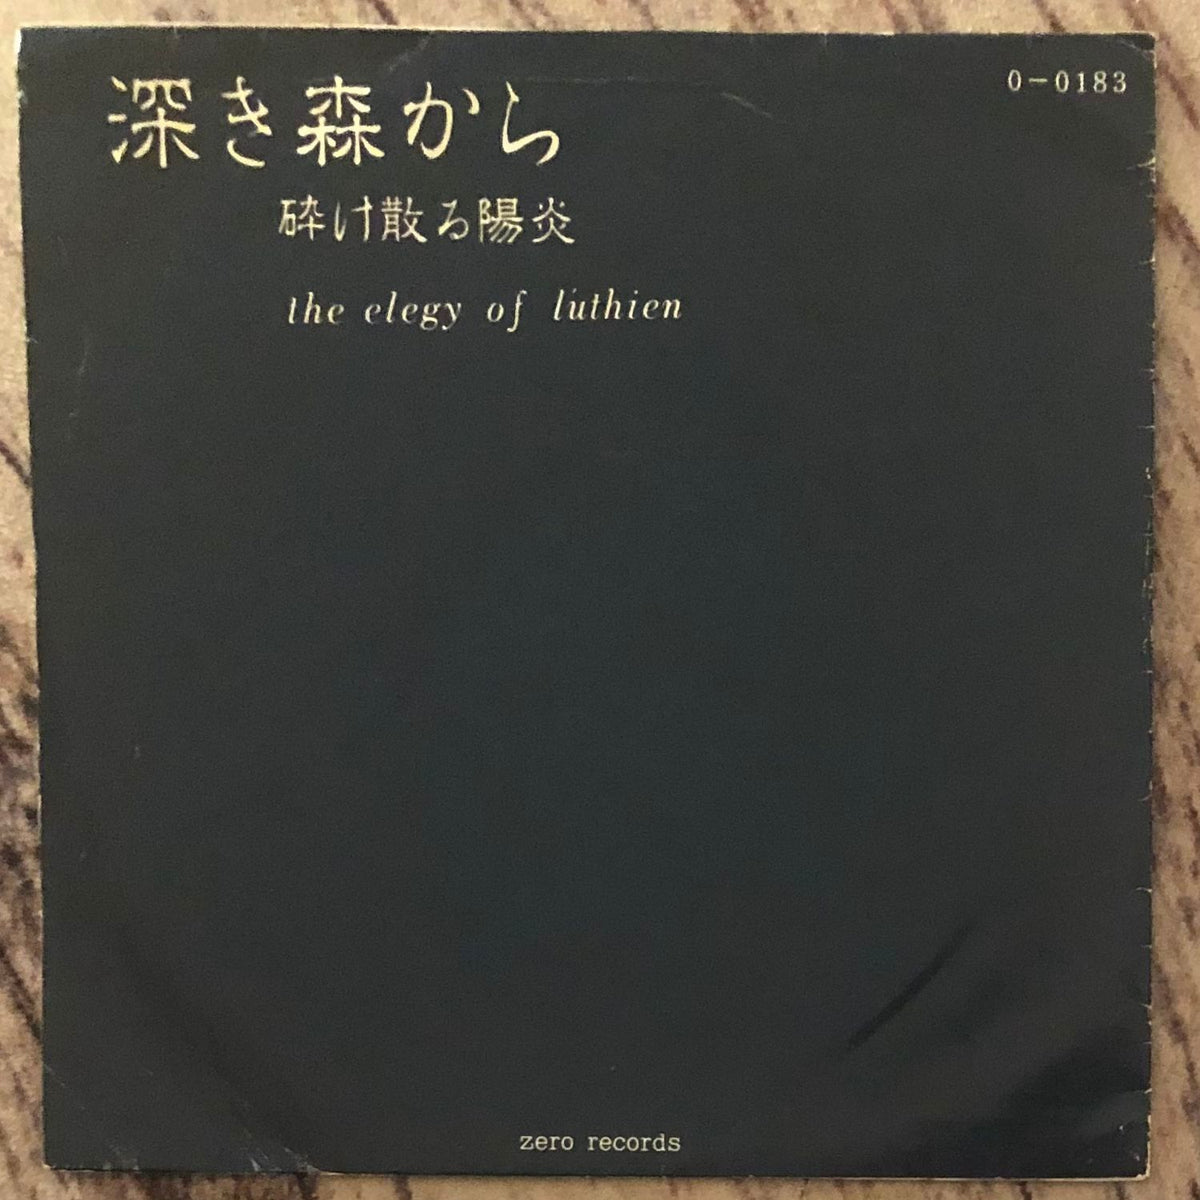 0-0183
深き森から
砕け散る陽炎
the elegy of lúthien
zero records